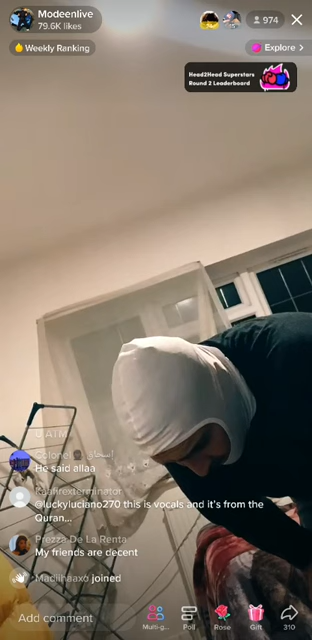 Modeenlive
79.6K likes
974
Weekly Ranking
Explore >
Head2Head Superstars
Round 2 Leaderboard
Colonel
He said allaa
@luckyluciano270 this is vocals and it's from the
Quran...
Prezza De La Renta
My friends are decent
joined
Add comment
Multi-g...
Poll
Rose
Gift
310